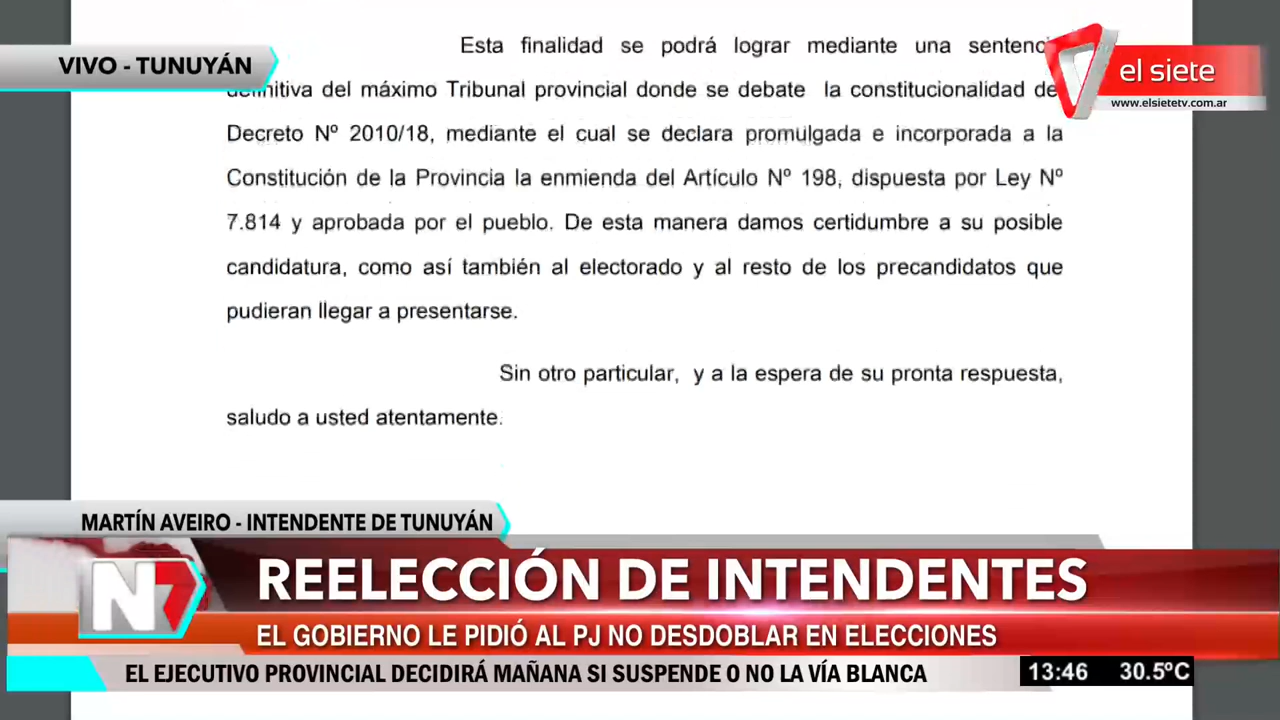 VIVO - TUNUYÁN
el siete
www.elsietetv.com.ar
Esta finalidad se podrá lograr mediante una sentencia
definitiva del máximo Tribunal provincial donde se debate la constitucionalidad de
Decreto Nº 2010/18, mediante el cual se declara promulgada e incorporada a la
Constitución de la Provincia la enmienda del Artículo Nº 198, dispuesta por Ley Nº
7.814 y aprobada por el pueblo. De esta manera damos certidumbre a su posible
candidatura, como así también al electorado y al resto de los precandidatos que
pudieran llegar a presentarse.
Sin otro particular, y a la espera de su pronta respuesta,
saludo a usted atentamente.
MARTÍN AVEIRO - INTENDENTE DE TUNUYÁN
N7
REELECCIÓN DE INTENDENTES
EL GOBIERNO LE PIDIÓ AL PJ NO DESDOBLAR EN ELECCIONES
EL EJECUTIVO PROVINCIAL DECIDIRÁ MAÑANA SI SUSPENDE O NO LA VÍA BLANCA
13:46 30.5ºC